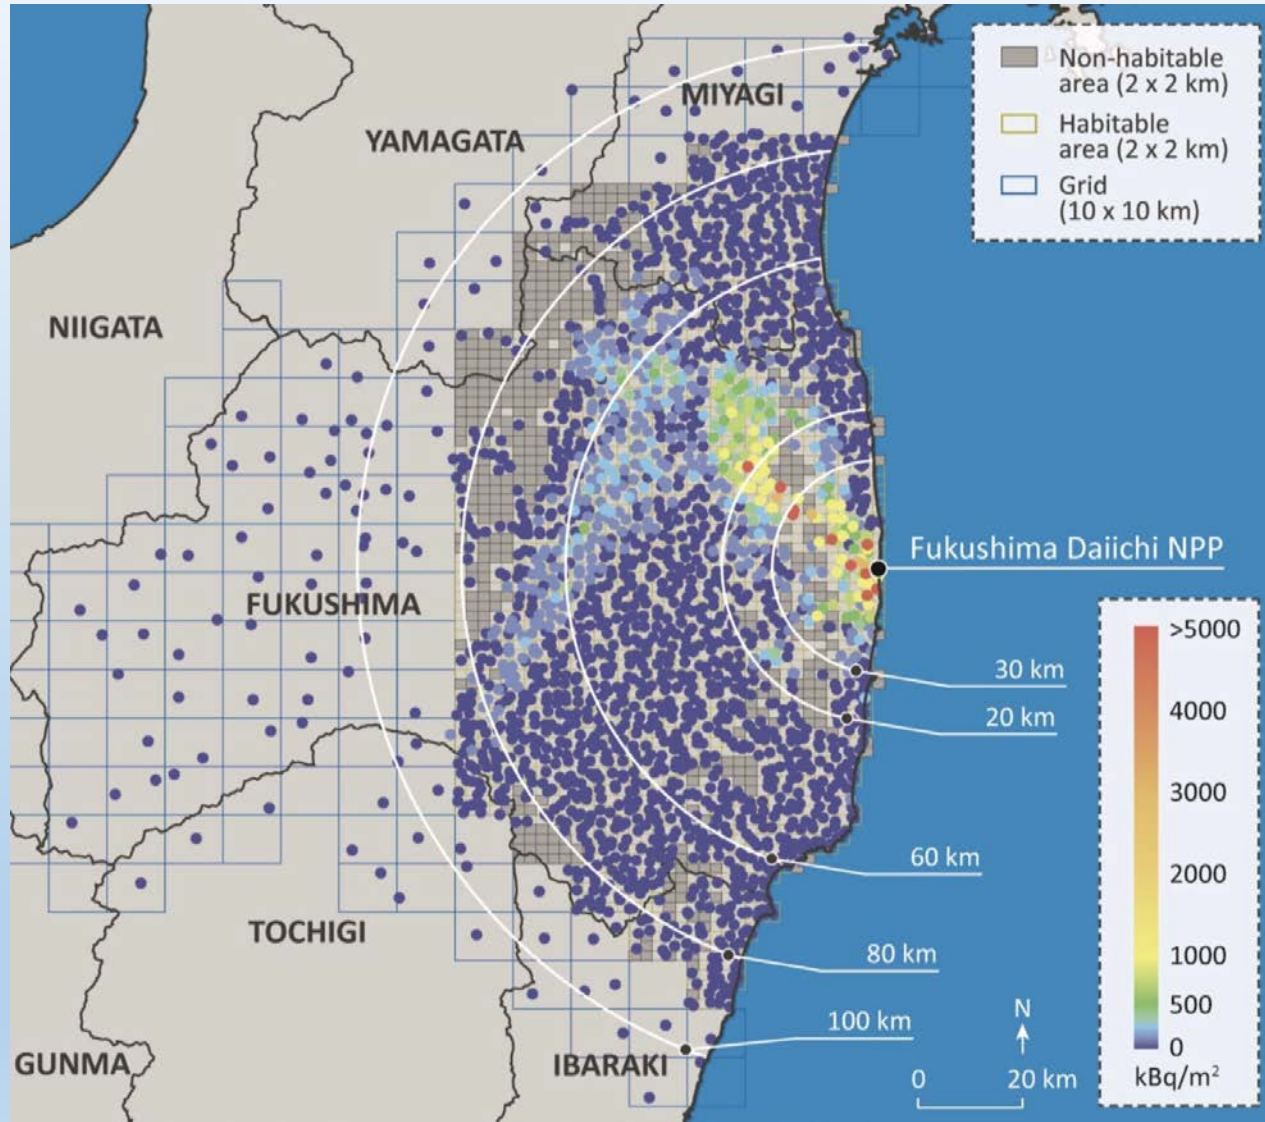 Non-habitable
area (2 x 2 km)
Habitable
area (2 x 2 km)
Grid
(10 x 10 km)
MIYAGI
YAMAGATA
NIIGATA
FUKUSHIMA
Fukushima Daiichi NPP
30 km
20 km
60 km
80 km
100 km
TOCHIGI
GUNMA
IBARAKI
N
0 20 km
>5000
4000
3000
2000
1000
500
0
kBq/m²